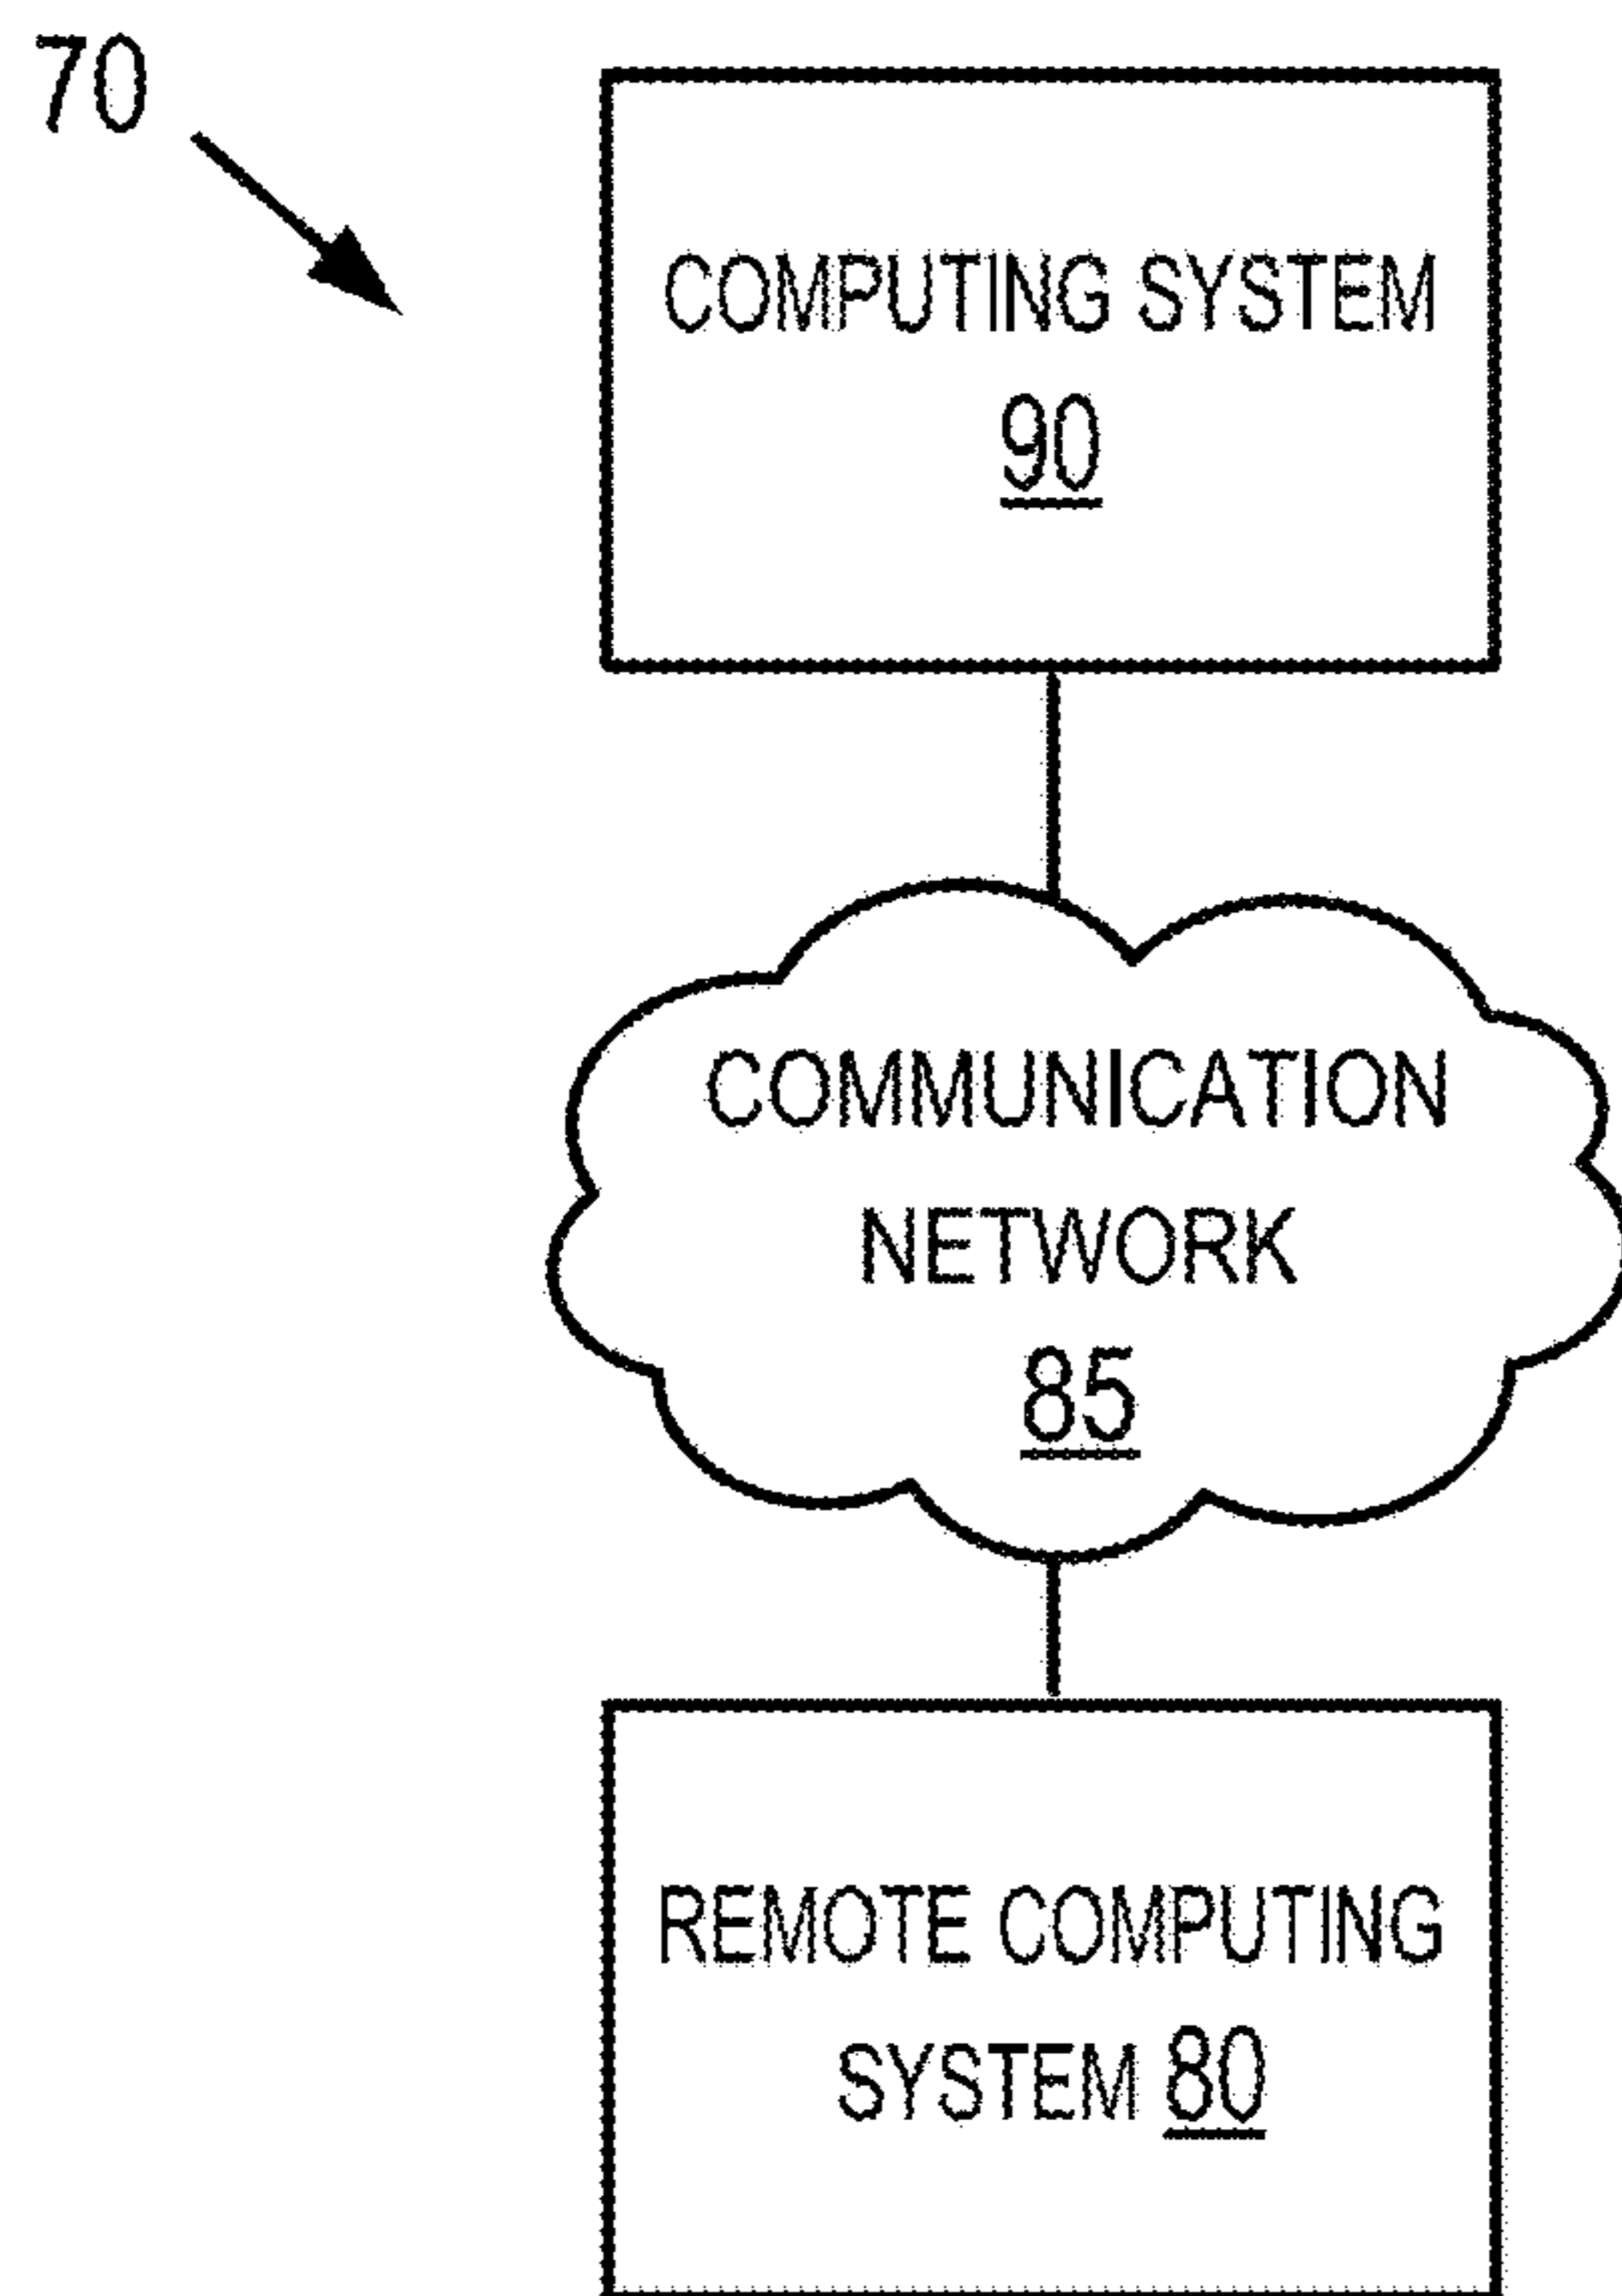 70
COMPUTING SYSTEM
90
COMMUNICATION
NETWORK
85
REMOTE COMPUTING
SYSTEM 80